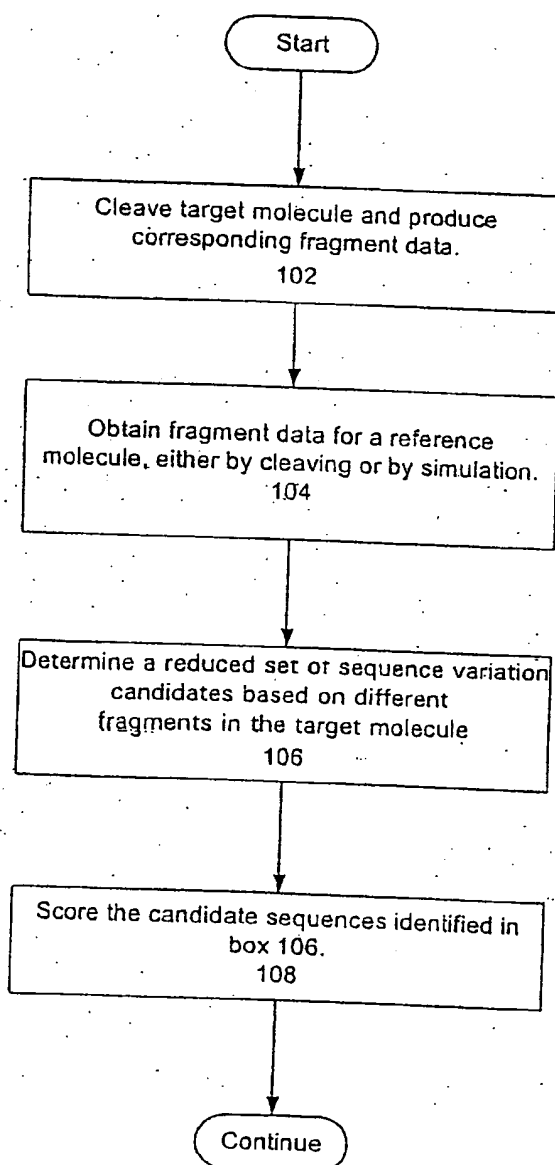 Start
Cleave target molecule and produce
corresponding fragment data.
102
Obtain fragment data for a reference
molecule, either by cleaving or by simulation.
104
Determine a reduced set of sequence variation
candidates based on different
fragments in the target molecule
106
Score the candidate sequences identified in
box 106.
108
Continue